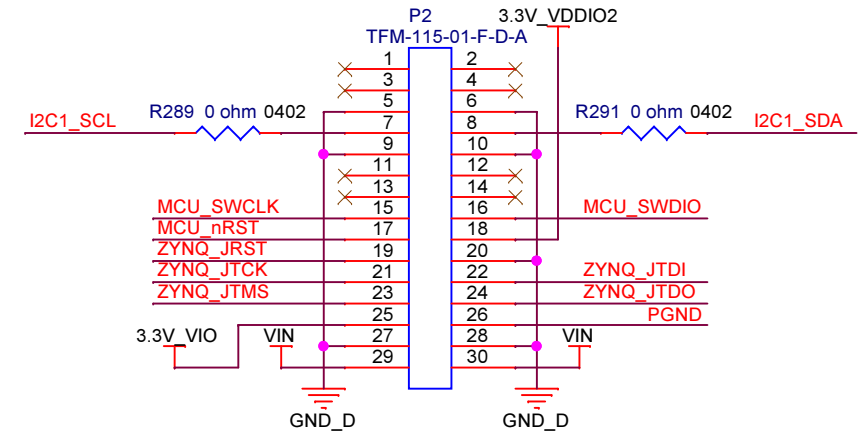 P2 3.3V_VDDIO2
TFM-115-01-F-D-A
1 2
3 4
5 6
I2C1_SCL R289 0 ohm 0402 7 8 R291 0 ohm 0402 I2C1_SDA
9 10
11 12
13 14
MCU_SWCLK 15 16 MCU_SWDIO
MCU_nRST 17 18
ZYNQ_JRST 19 20
ZYNQ_JTCK 21 22 ZYNQ_JTDI
ZYNQ_JTMS 23 24 ZYNQ_JTDO
25 26 PGND
3.3V_VIO VIN 27 28 VIN
29 30
GND_D GND_D